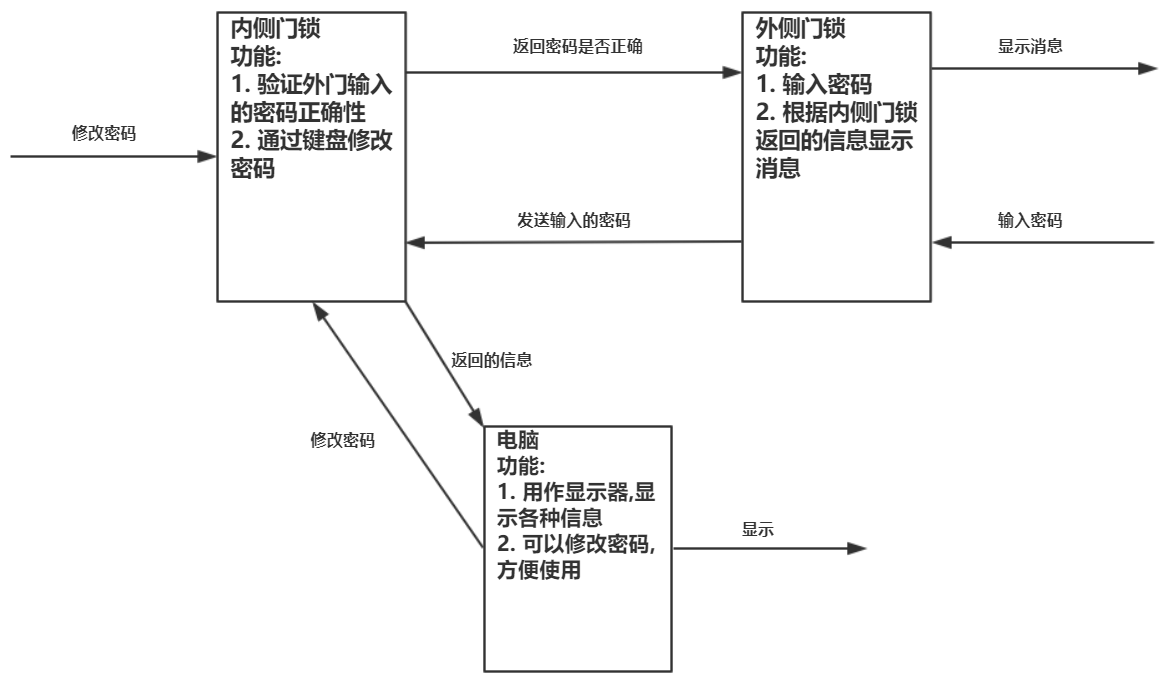 内侧门锁
功能:
1. 验证外门输入
的密码正确性
2. 通过键盘修改
密码
返回密码是否正确
外侧门锁
功能:
1. 输入密码
2. 根据内侧门锁
返回的信息显示
消息
显示消息
修改密码
发送输入的密码
输入密码
返回的信息
修改密码
电脑
功能:
1. 用作显示器,显
示各种信息
2. 可以修改密码,
方便使用
显示